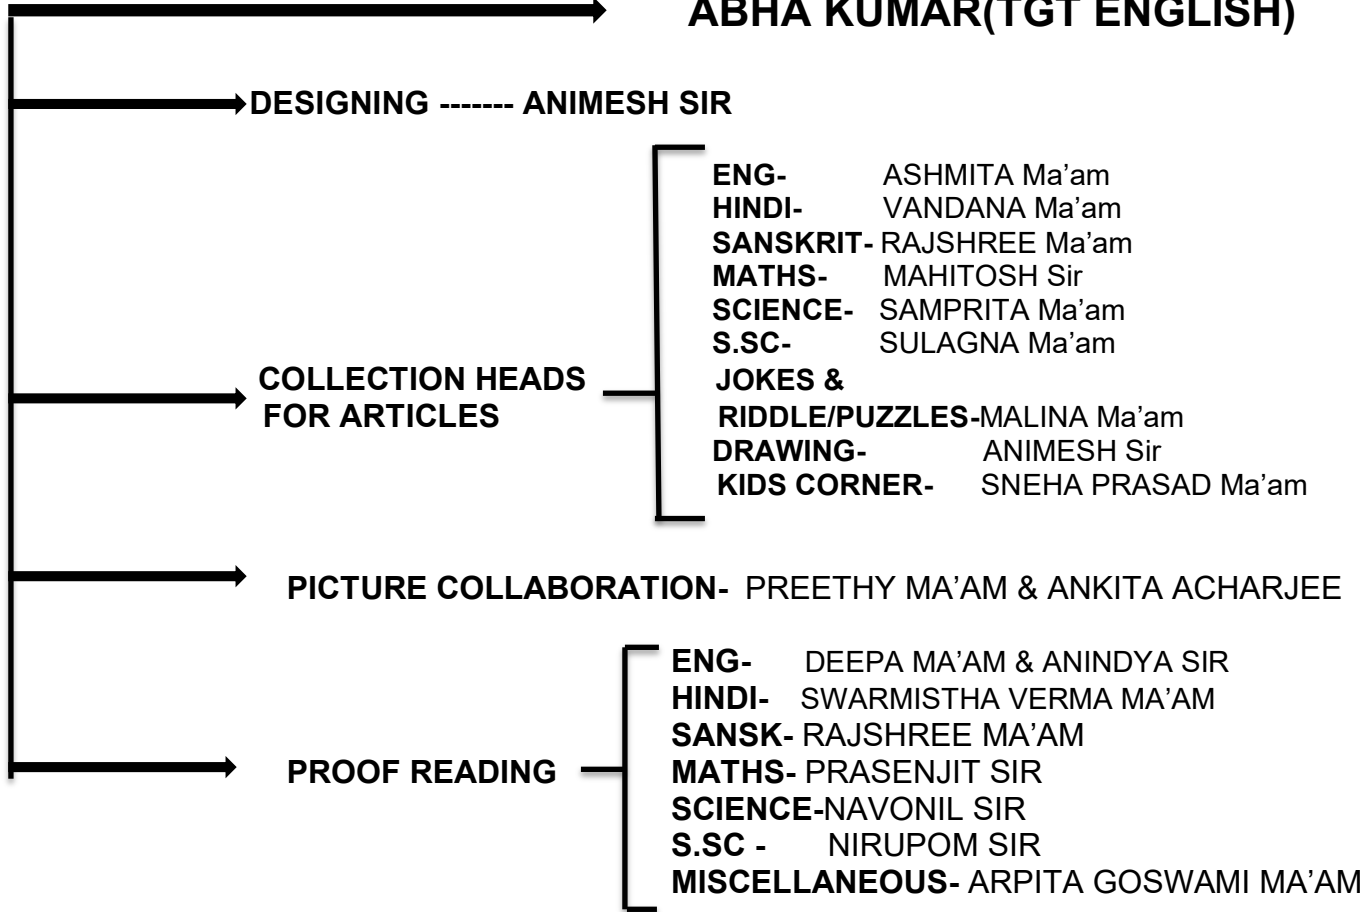 ABHA KUMAR(TGT ENGLISH)
DESIGNING ------- ANIMESH SIR
COLLECTION HEADS
FOR ARTICLES
ENG- ASHMITA Ma’am
HINDI- VANDANA Ma’am
SANSKRIT- RAJSHREE Ma’am
MATHS- MAHITOSH Sir
SCIENCE- SAMPRITA Ma’am
S.SC- SULAGNA Ma’am
JOKES &
RIDDLE/PUZZLES-MALINA Ma’am
DRAWING- ANIMESH Sir
KIDS CORNER- SNEHA PRASAD Ma’am
PICTURE COLLABORATION- PREETHY MA’AM & ANKITA ACHARJEE
PROOF READING
ENG- DEEPA MA’AM & ANINDYA SIR
HINDI- SWARMISTHA VERMA MA’AM
SANSK- RAJSHREE MA’AM
MATHS- PRASENJIT SIR
SCIENCE-NAVONIL SIR
S.SC - NIRUPOM SIR
MISCELLANEOUS- ARPITA GOSWAMI MA’AM